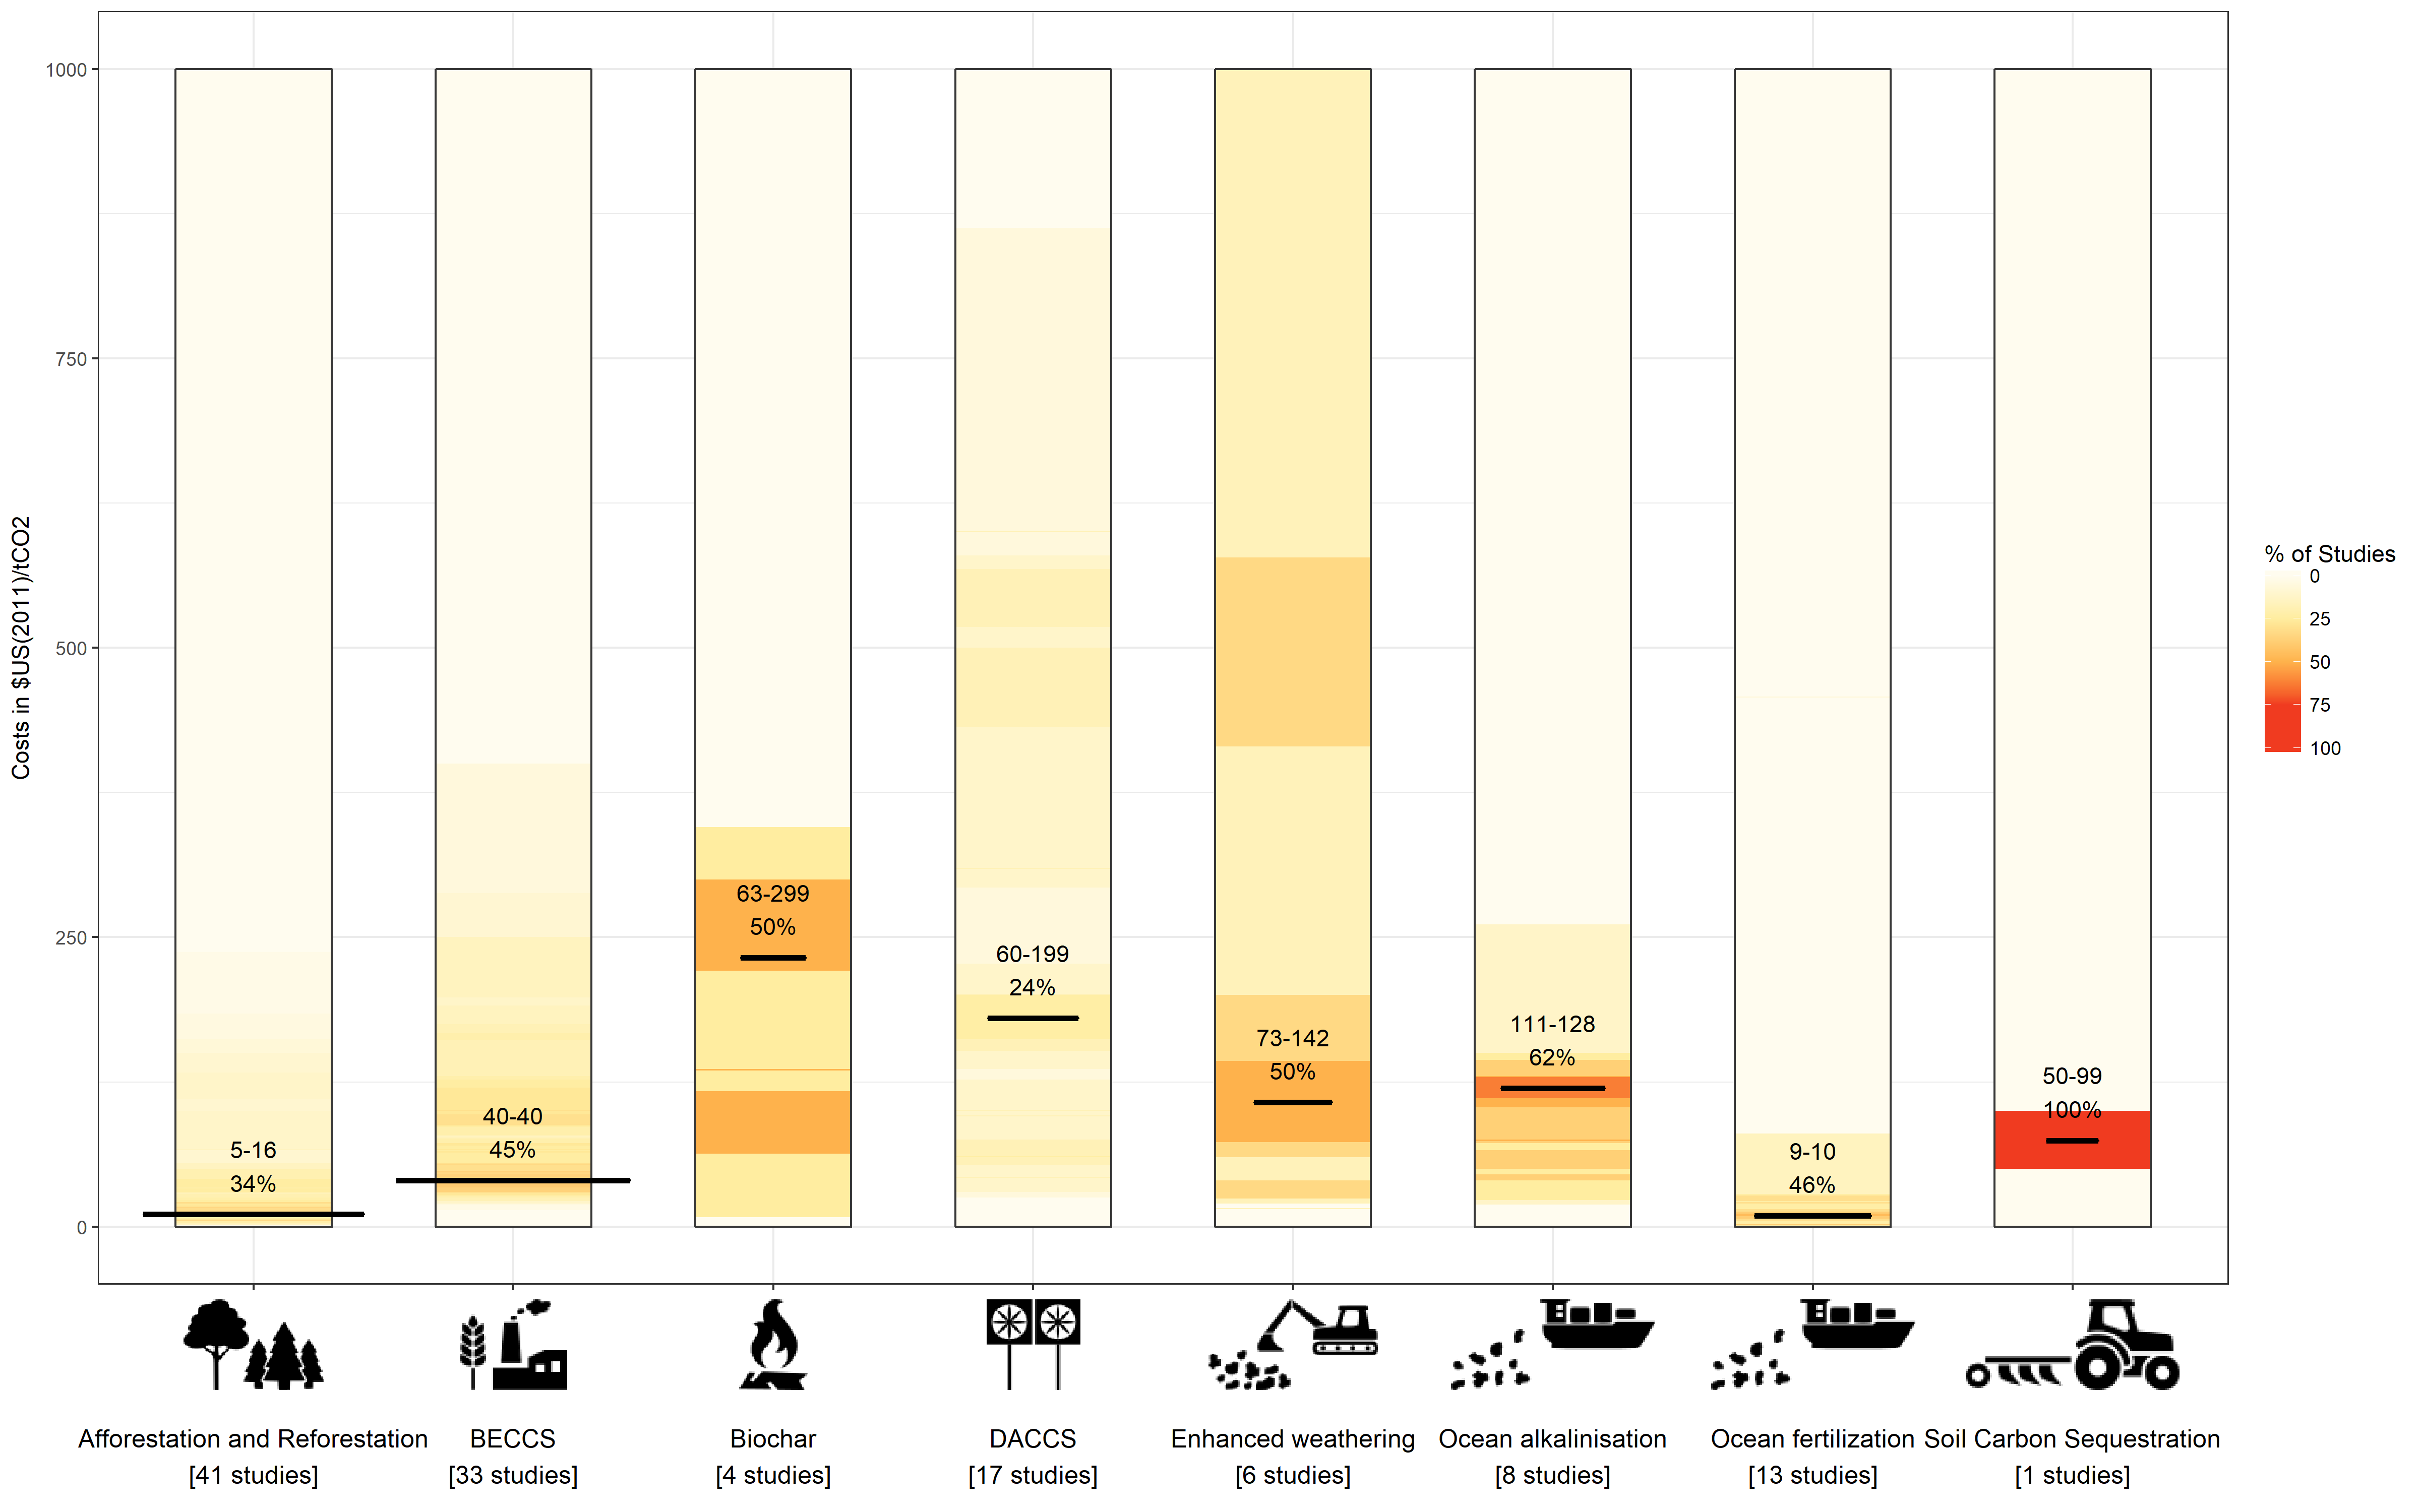 1000
750
500
250
0
Costs in $US(2011)/tCO2
5-16
34%
40-40
45%
63-299
50%
60-199
24%
73-142
50%
111-128
62%
9-10
46%
50-99
100%
% of Studies
0
25
50
75
100
Afforestation and Reforestation
[41 studies]
BECCS
[33 studies]
Biochar
[4 studies]
DACCS
[17 studies]
Enhanced weathering
[6 studies]
Ocean alkalinisation
[8 studies]
Ocean fertilization
[13 studies]
Soil Carbon Sequestration
[1 studies]